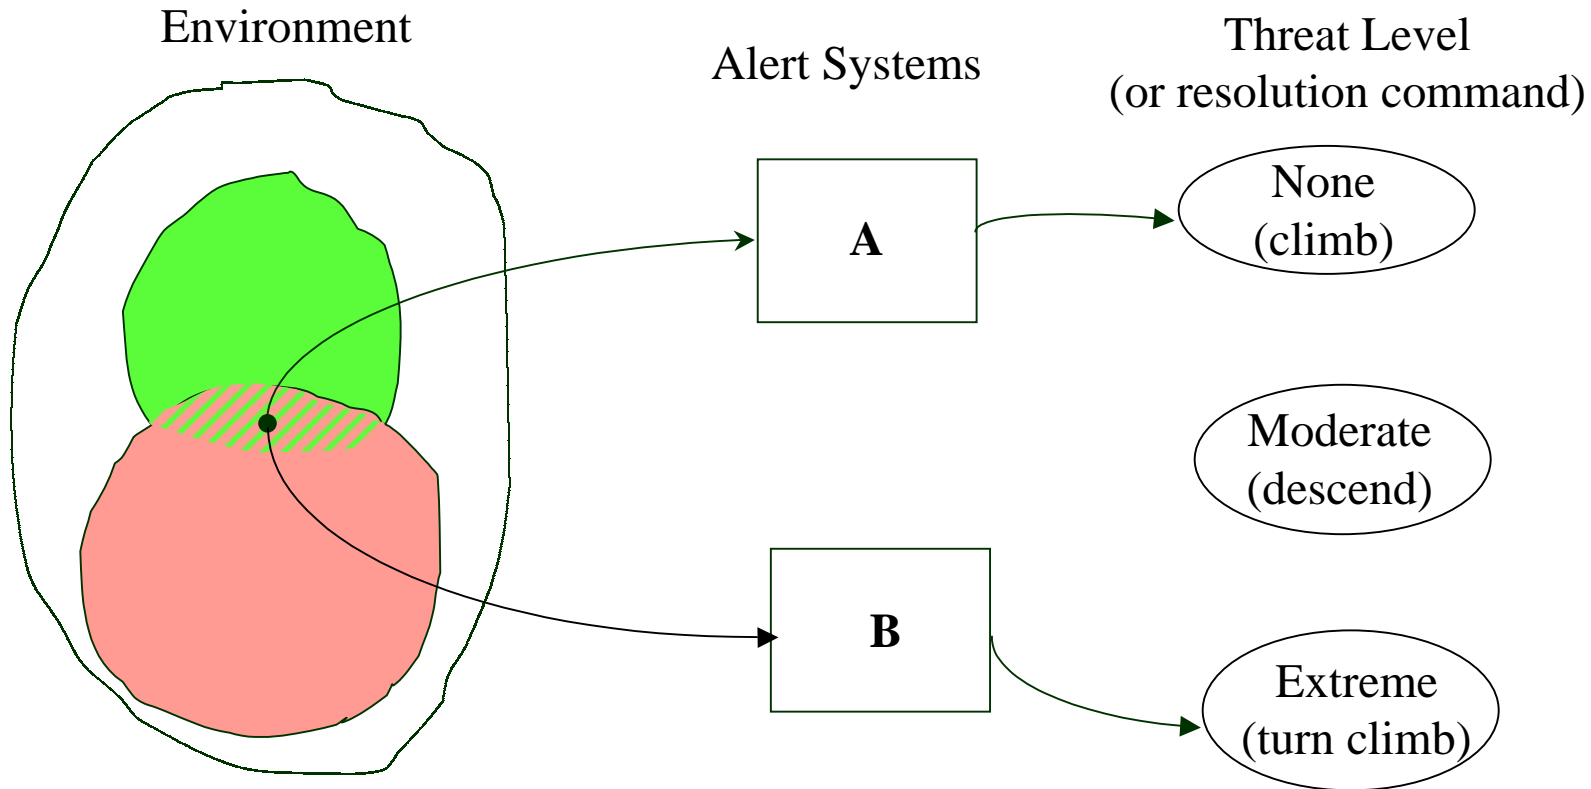 Environment
Alert Systems
Threat Level
(or resolution command)
A
None
(climb)
Moderate
(descend)
B
Extreme
(turn climb)